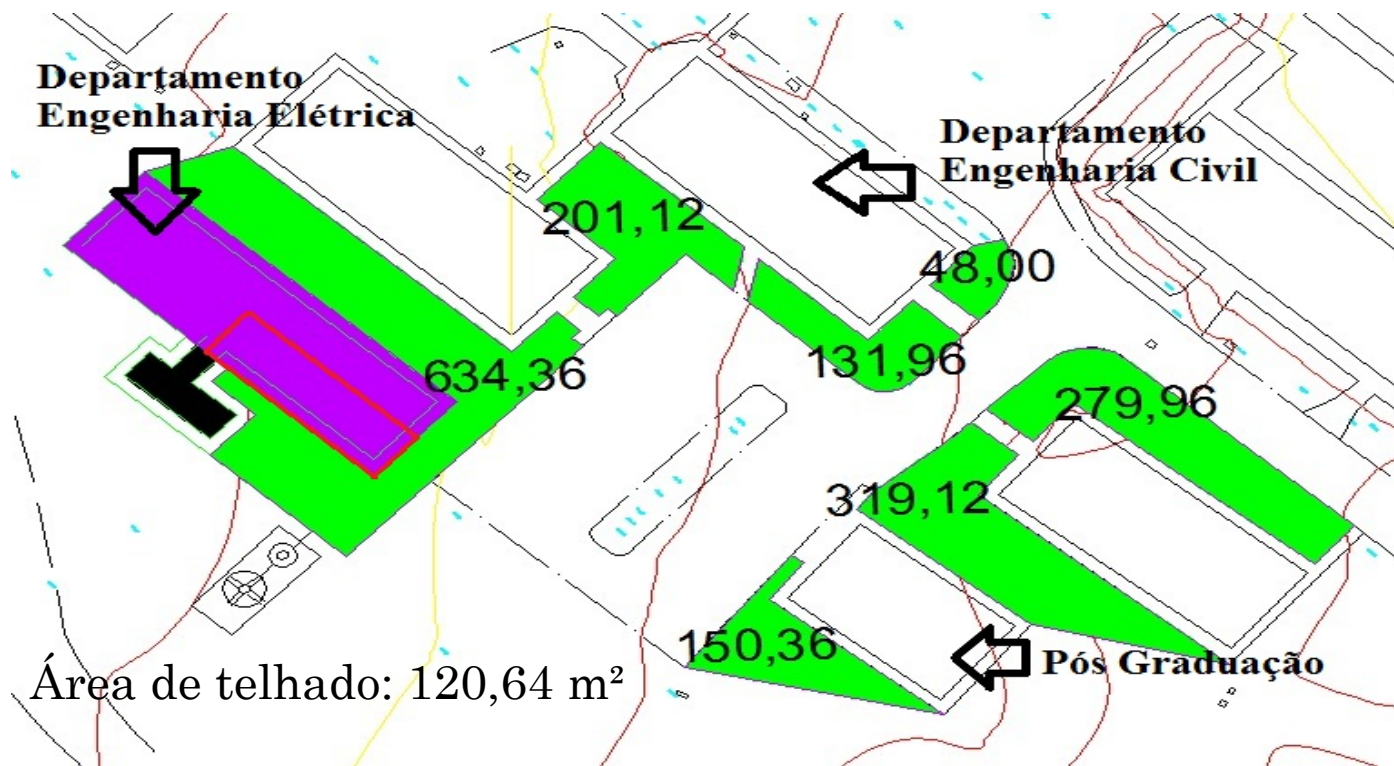 Departamento
Engenharia Elétrica
Departamento
Engenharia Civil
201,12
48,00
634,36
131,96
279,96
319,12
150,36
Pós Graduação
Área de telhado: 120,64 m²